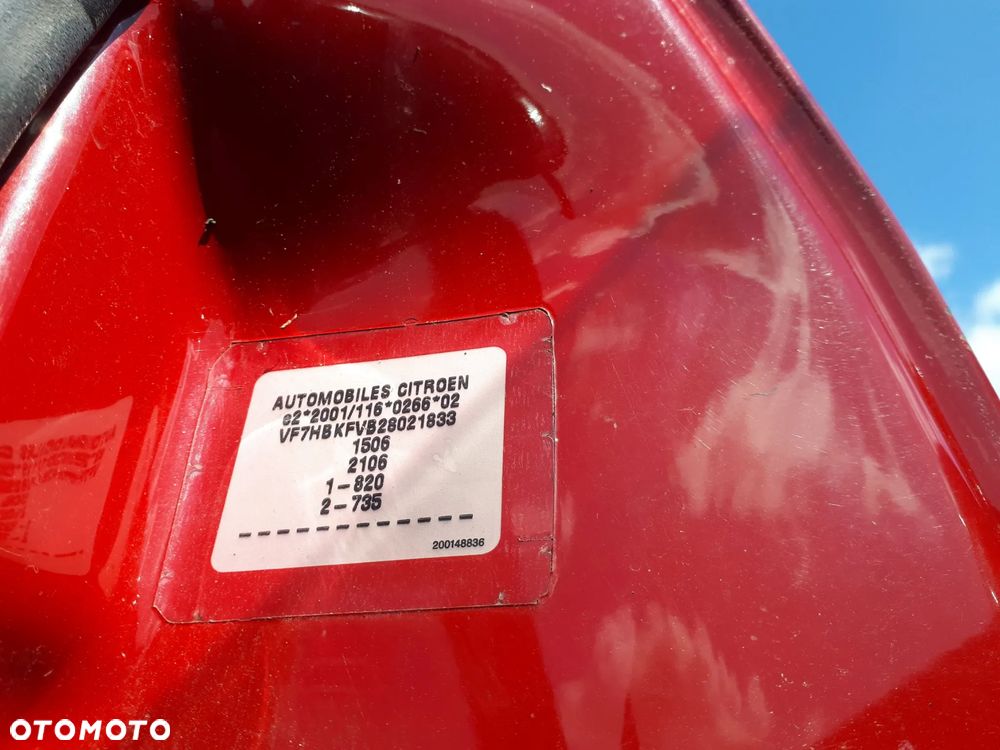 AUTOMOBILES CITROEN
e2*2001/116*0266*02
VF7HBKFVB28021833
1506
2106
1-820
2-735
------------
200148836
OTOMOTO